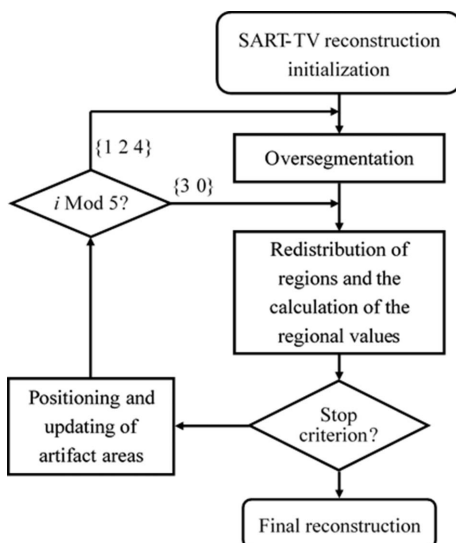 SART-TV reconstruction
initialization
{1 2 4}
Oversegmentation
i Mod 5?
{3 0}
Redistribution of
regions and the
calculation of the
regional values
Positioning and
updating of
artifact areas
Stop
criterion?
Final reconstruction